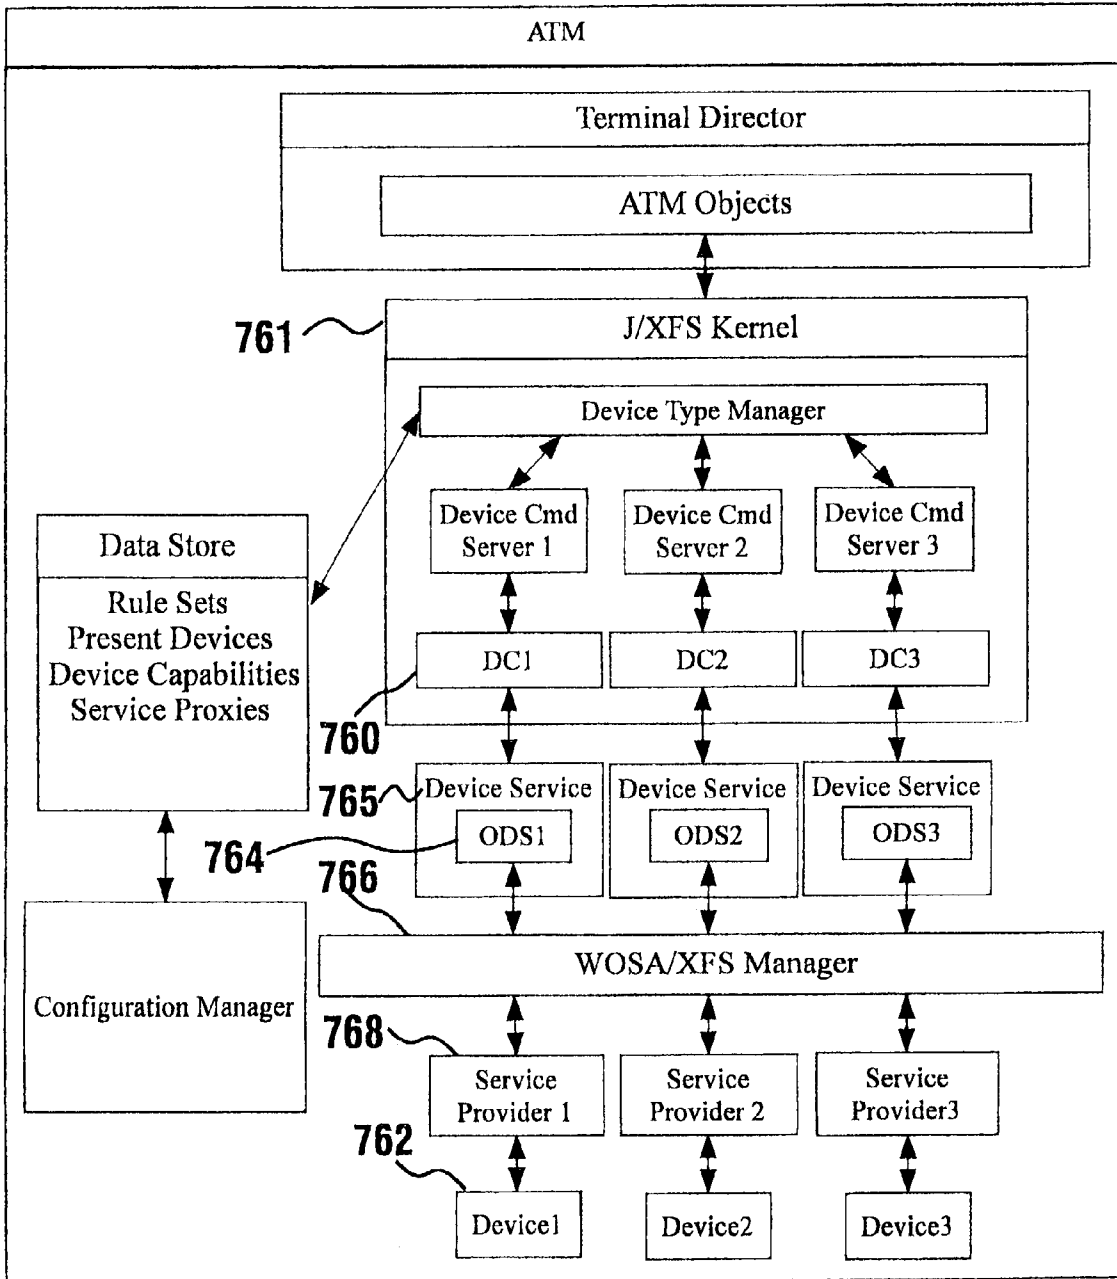 ATM
Terminal Director
ATM Objects
761
J/XFS Kernel
Device Type Manager
Device Cmd
Server 1
Device Cmd
Server 2
Device Cmd
Server 3
Data Store
Rule Sets
Present Devices
Device Capabilities
Service Proxies
DC1
DC2
DC3
760
765
Device Service
ODS1
Device Service
ODS2
Device Service
ODS3
764
766
WOSA/XFS Manager
Configuration Manager
768
Service
Provider 1
Service
Provider 2
Service
Provider3
762
Device1
Device2
Device3